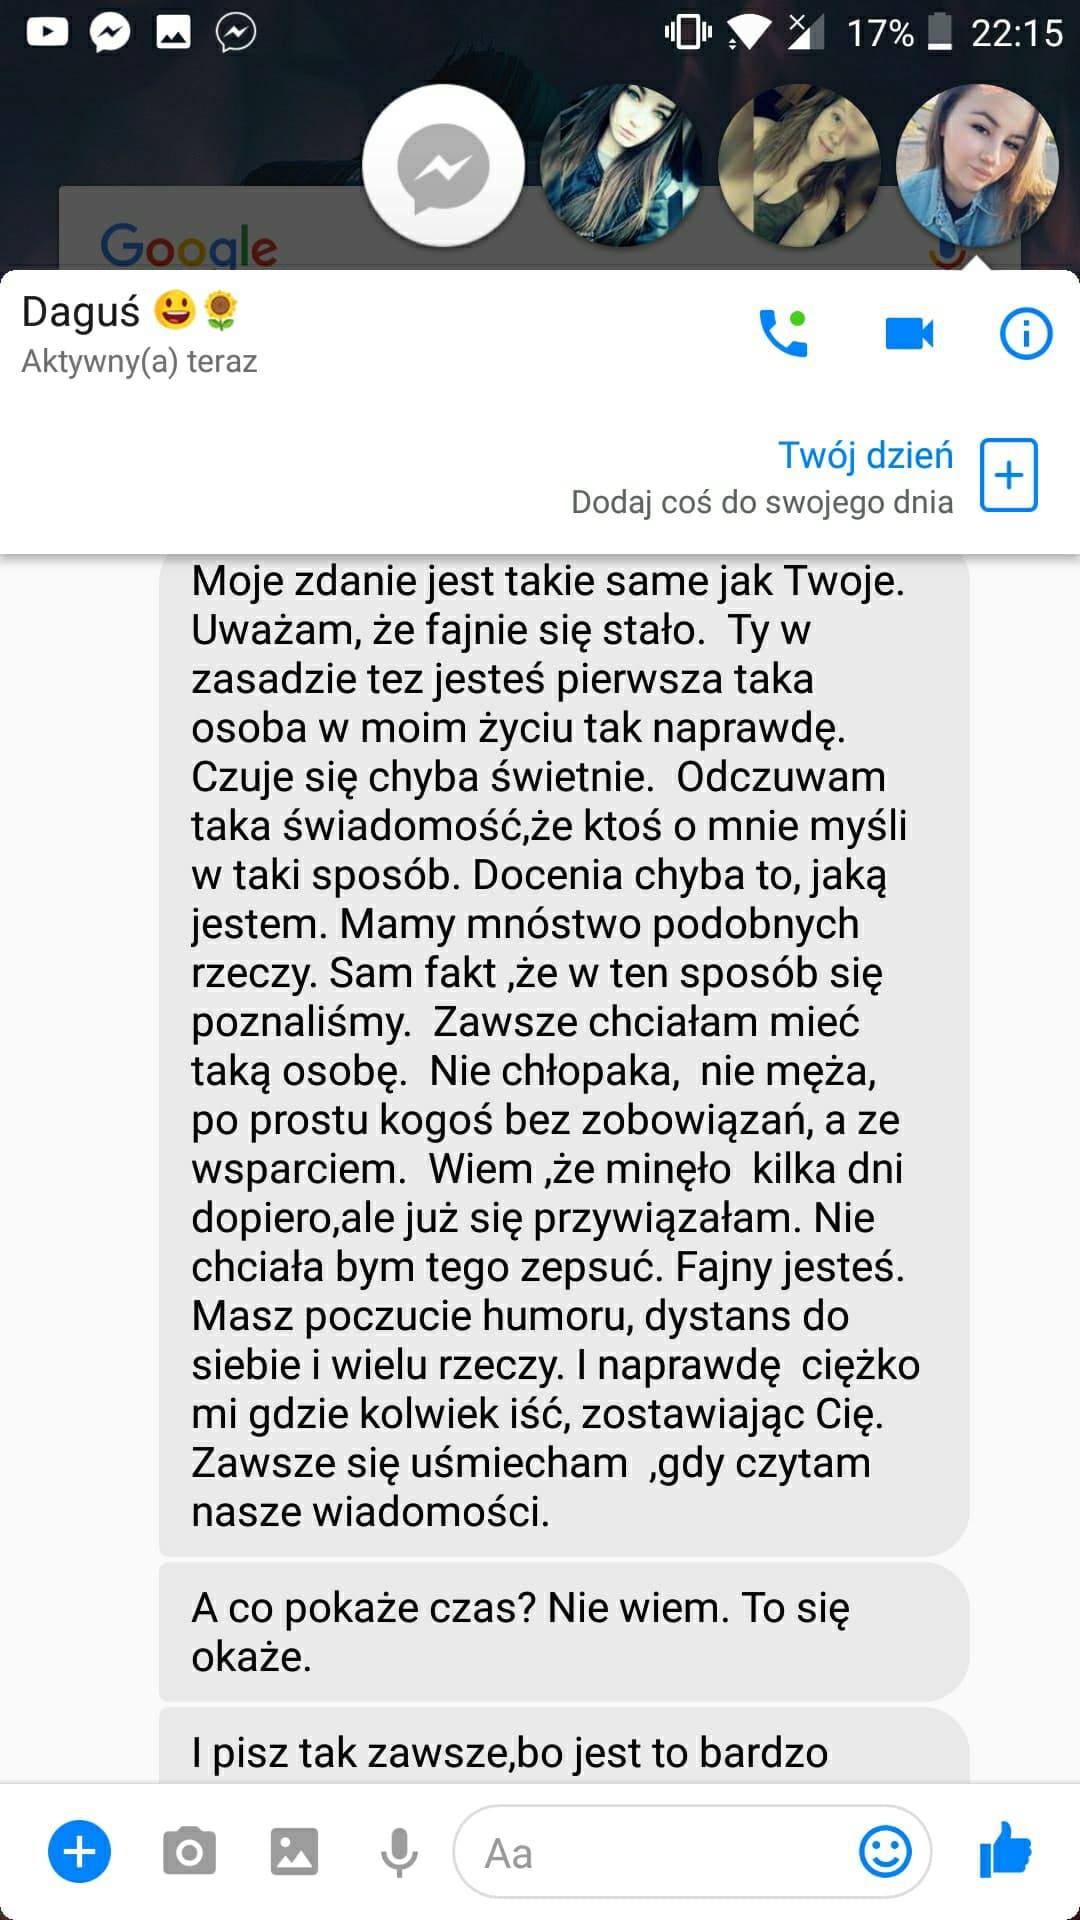 17% 22:15
Google
Daguś 😃🌻
Aktywny(a) teraz
Twój dzień
Dodaj coś do swojego dnia
Moje zdanie jest takie same jak Twoje.
Uważam, że fajnie się stało.  Ty w
zasadzie tez jesteś pierwsza taka
osoba w moim życiu tak naprawdę.
Czuje się chyba świetnie.  Odczuwam
taka świadomość,że ktoś o mnie myśli
w taki sposób. Docenia chyba to, jaką
jestem. Mamy mnóstwo podobnych
rzeczy. Sam fakt ,że w ten sposób się
poznaliśmy.  Zawsze chciałam mieć
taką osobę.  Nie chłopaka,  nie męża,
po prostu kogoś bez zobowiązań, a ze
wsparciem.  Wiem ,że minęło  kilka dni
dopiero,ale już się przywiązałam. Nie
chciała bym tego zepsuć. Fajny jesteś.
Masz poczucie humoru, dystans do
siebie i wielu rzeczy. I naprawdę  ciężko
mi gdzie kolwiek iść, zostawiając Cię.
Zawsze się uśmiecham  ,gdy czytam
nasze wiadomości.
A co pokaże czas? Nie wiem. To się
okaże.
I pisz tak zawsze,bo jest to bardzo
Aa